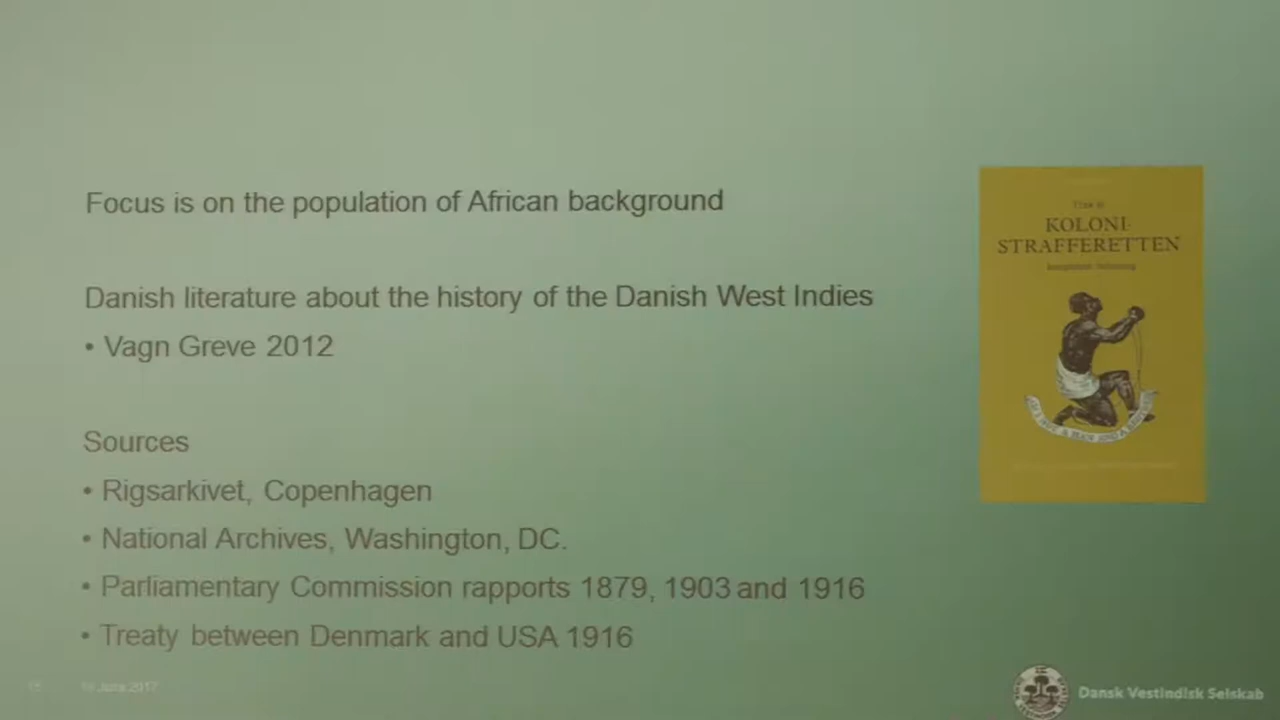 Focus is on the population of African background
Danish literature about the history of the Danish West Indies
• Vagn Greve 2012
Sources
• Rigsarkivet, Copenhagen
• National Archives, Washington, DC.
• Parliamentary Commission rapports 1879, 1903 and 1916
• Treaty between Denmark and USA 1916
KOLONI-
STRAFFERETTEN
June 2017
Dansk Vestindisk Selskab